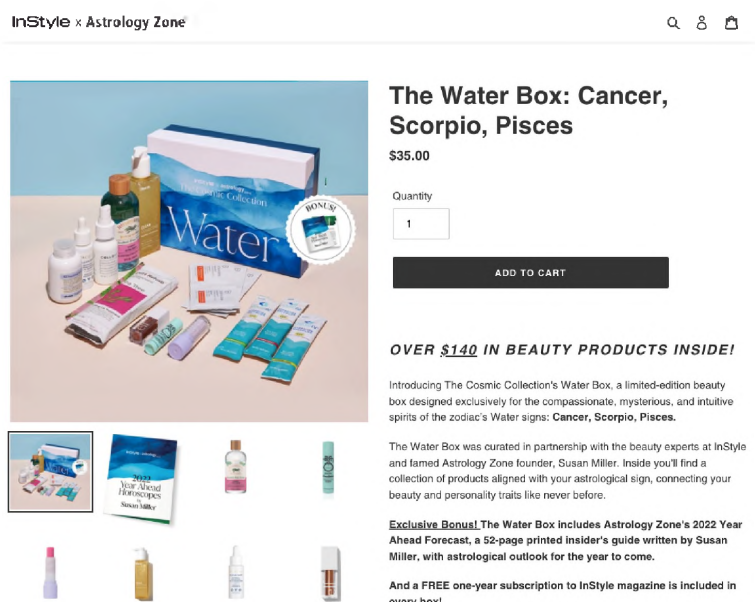 InStyle x Astrology Zone
The Water Box: Cancer,
Scorpio, Pisces
$35.00
Quantity
1
ADD TO CART
The Cosmic Collection
Water
BONUS!
OVER $140 IN BEAUTY PRODUCTS INSIDE!
Introducing The Cosmic Collection's Water Box, a limited-edition beauty
box designed exclusively for the compassionate, mysterious, and intuitive
spirits of the zodiac's Water signs: Cancer, Scorpio, Pisces.
The Water Box was curated in partnership with the beauty experts at InStyle
and famed Astrology Zone founder, Susan Miller. Inside you'll find a
collection of products aligned with your astrological sign, connecting your
beauty and personality traits like never before.
Exclusive Bonus! The Water Box includes Astrology Zone's 2022 Year
Ahead Forecast, a 52-page printed insider's guide written by Susan
Miller, with astrological outlook for the year to come.
And a FREE one-year subscription to InStyle magazine is included in
every box!
Water
2022
Year Ahead
Horoscopes
by
Susan Miller